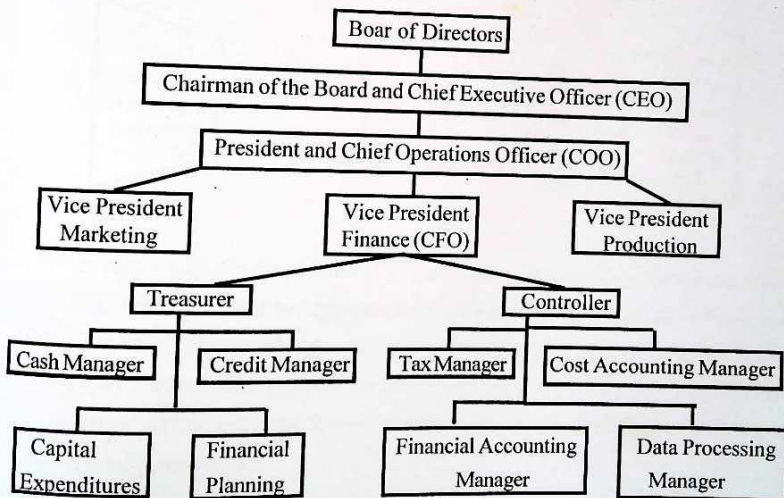 Boar of Directors
Chairman of the Board and Chief Executive Officer (CEO)
President and Chief Operations Officer (COO)
Vice President
Marketing
Vice President
Finance (CFO)
Vice President
Production
Treasurer
Controller
Cash Manager
Credit Manager
Tax Manager
Cost Accounting Manager
Capital
Expenditures
Financial
Planning
Financial Accounting
Manager
Data Processing
Manager